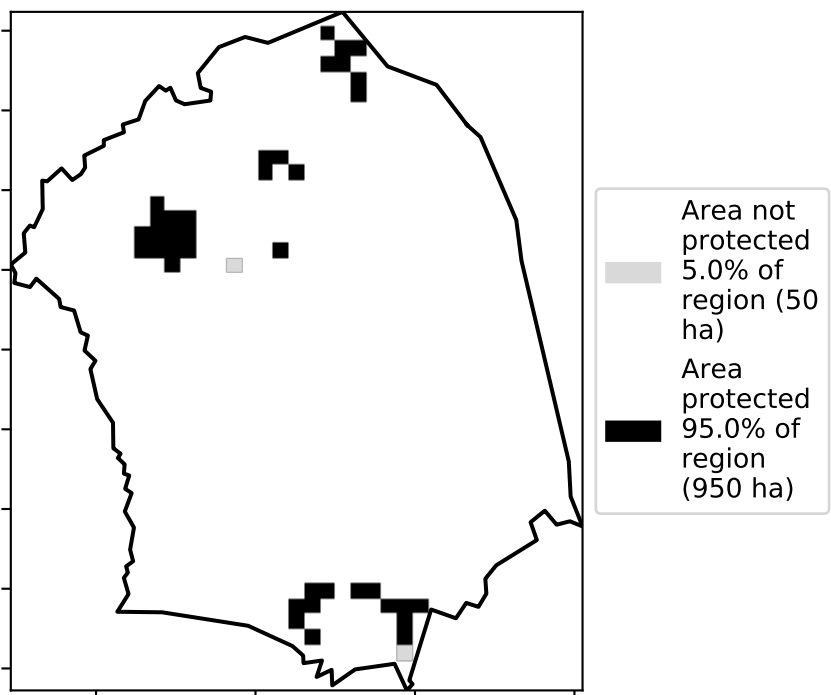 Area not
protected
5.0% of
region (50
ha)
Area
protected
95.0% of
region
(950 ha)